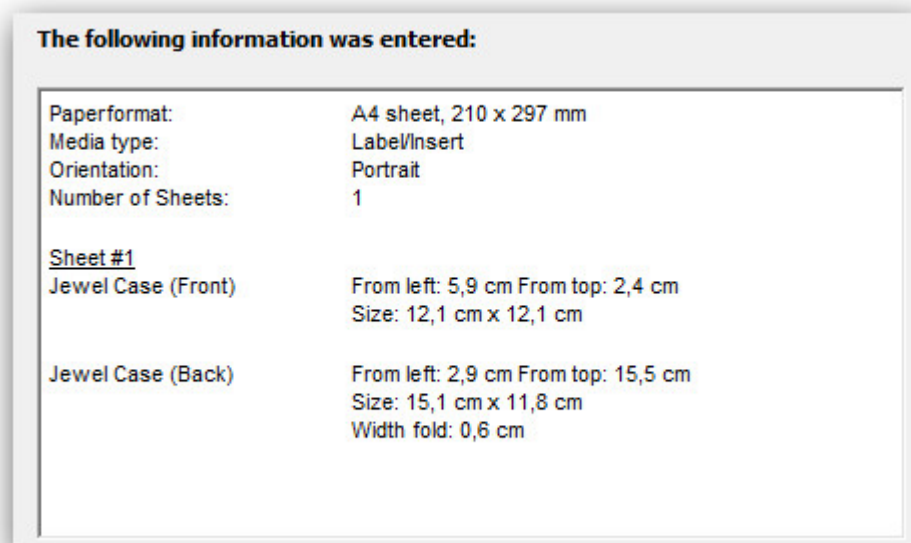 The following information was entered:
Paperformat: A4 sheet, 210 x 297 mm
Media type: Label/Insert
Orientation: Portrait
Number of Sheets: 1
Sheet #1
Jewel Case (Front) From left: 5,9 cm From top: 2,4 cm
Size: 12,1 cm x 12,1 cm
Jewel Case (Back) From left: 2,9 cm From top: 15,5 cm
Size: 15,1 cm x 11,8 cm
Width fold: 0,6 cm